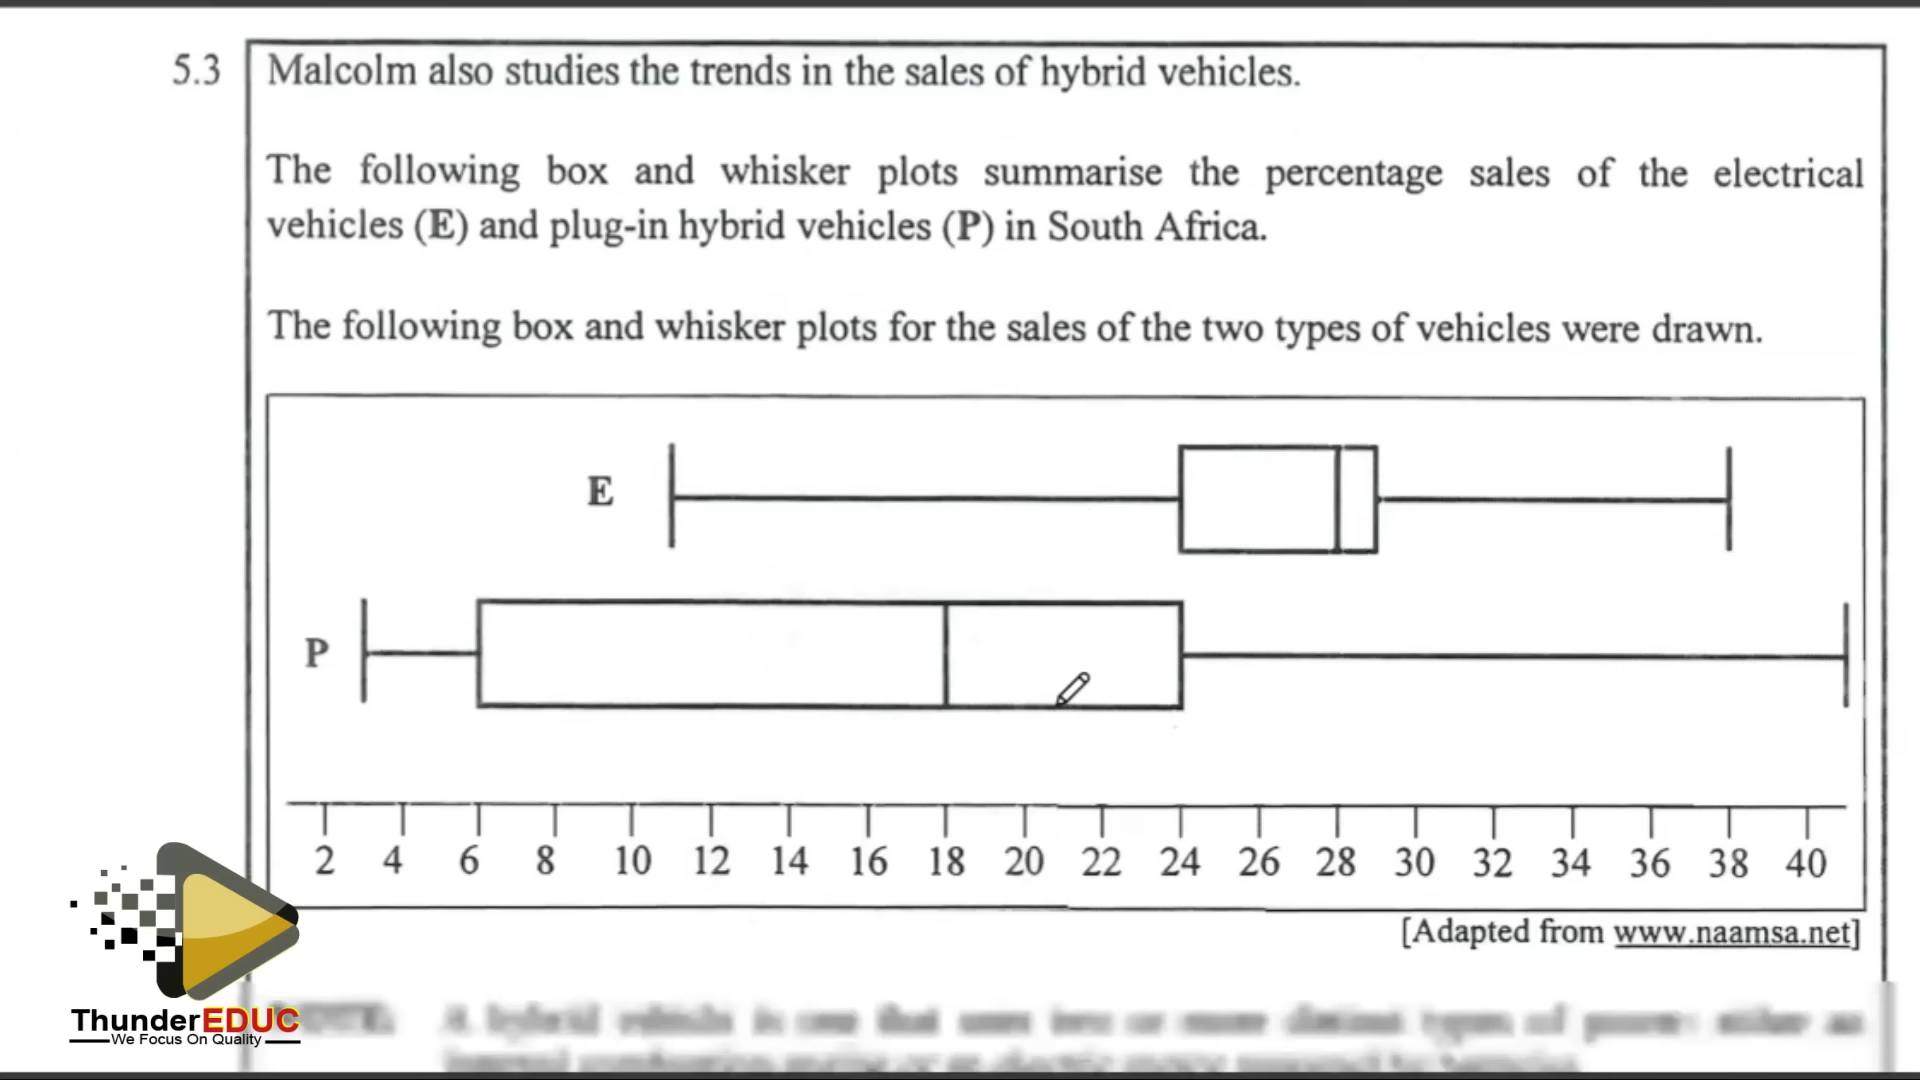 5.3 Malcolm also studies the trends in the sales of hybrid vehicles.
The following box and whisker plots summarise the percentage sales of the electrical
vehicles (E) and plug-in hybrid vehicles (P) in South Africa.
The following box and whisker plots for the sales of the two types of vehicles were drawn.
E
P
2 4 6 8 10 12 14 16 18 20 22 24 26 28 30 32 34 36 38 40
[Adapted from www.naamsa.net]
ThunderEDUC
We Focus On Quality